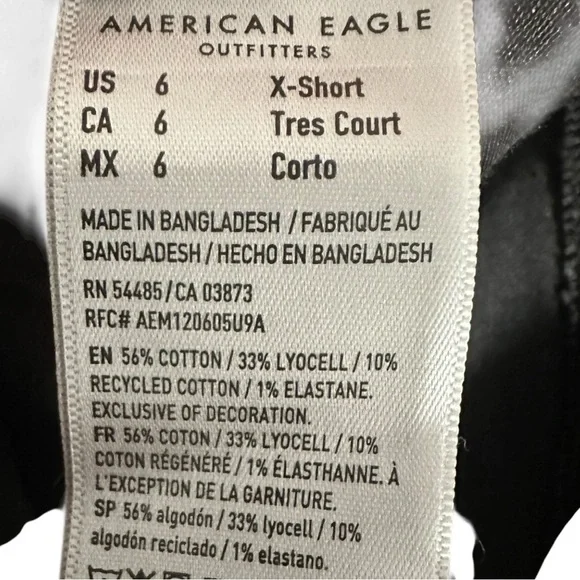 AMERICAN EAGLE
OUTFITTERS
US 6 X-Short
CA 6 Tres Court
MX 6 Corto
MADE IN BANGLADESH / FABRIQUÉ AU
BANGLADESH / HECHO EN BANGLADESH
RN 54485 / CA 03873
RFC# AEM120605U9A
EN 56% COTTON / 33% LYOCELL / 10%
RECYCLED COTTON / 1% ELASTANE.
EXCLUSIVE OF DECORATION.
FR 56% COTON / 33% LYOCELL / 10%
COTON RÉGÉNÉRÉ / 1% ÉLASTHANNE. À
L'EXCEPTION DE LA GARNITURE.
SP 56% algodón / 33% lyocell / 10%
algodón reciclado / 1% elastano.